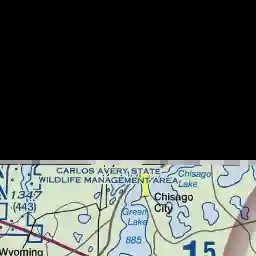 CARLOS AVERY STATE
WILDLIFE MANAGEMENT AREA
Chisago
Lake
1347
(443)
Chisago
City
Green
Lake
885
15
Wyoming